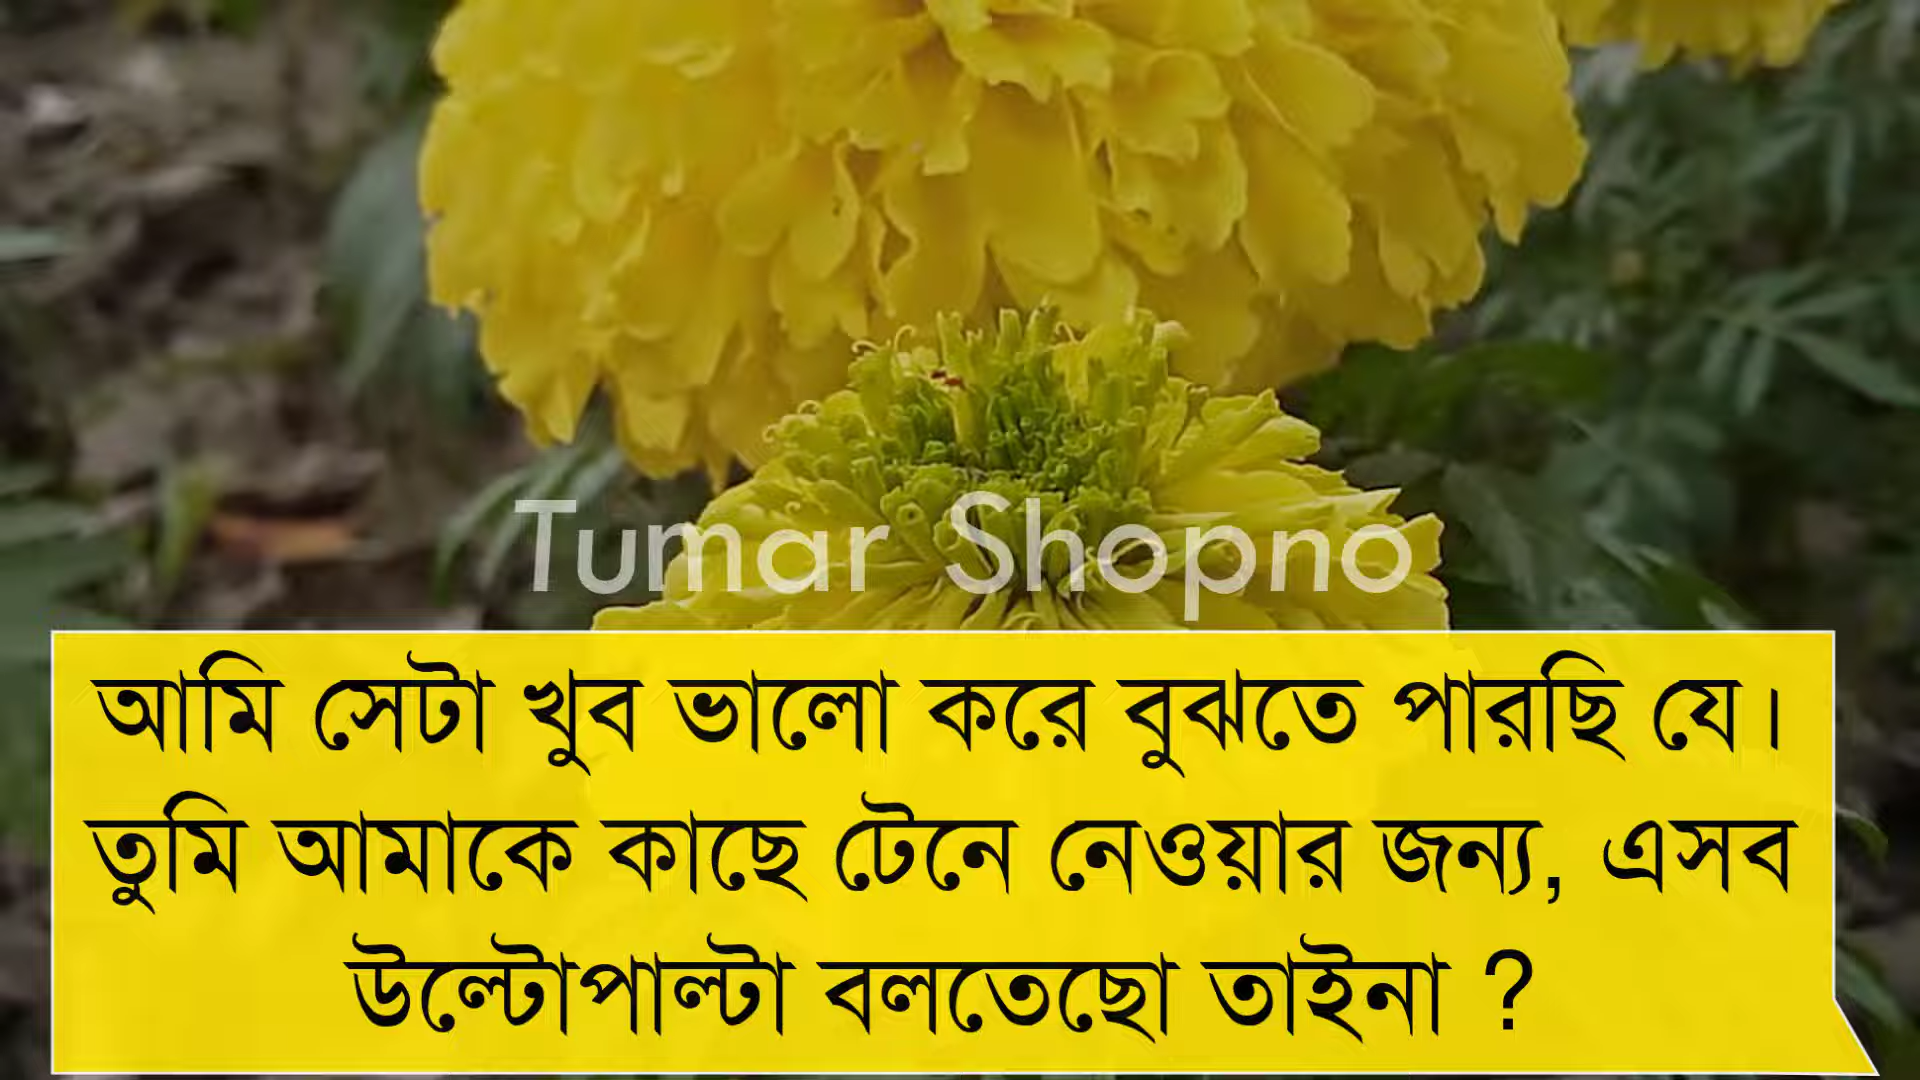 Tumar Shopno
আমি সেটা খুব ভালো করে বুঝতে পারছি যে।
তুমি আমাকে কাছে টেনে নেওয়ার জন্য, এসব
উল্টোপাল্টা বলতেছো তাইনা ?